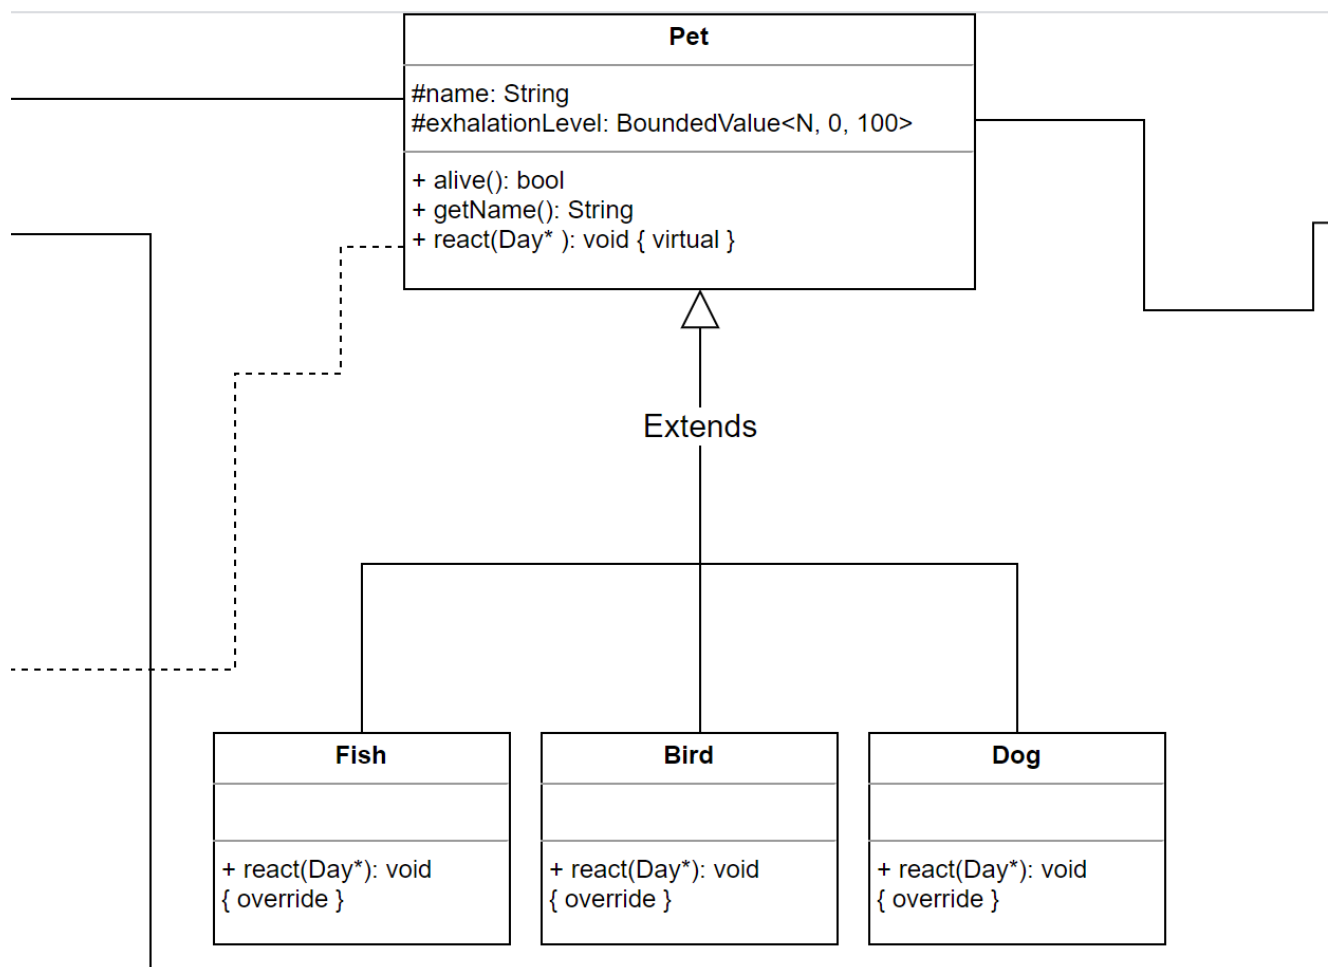 Pet
#name: String
#exhalationLevel: BoundedValue<N, 0, 100>
+ alive(): bool
+ getName(): String
+ react(Day* ): void { virtual }
Extends
Fish
+ react(Day*): void
{ override }
Bird
+ react(Day*): void
{ override }
Dog
+ react(Day*): void
{ override }